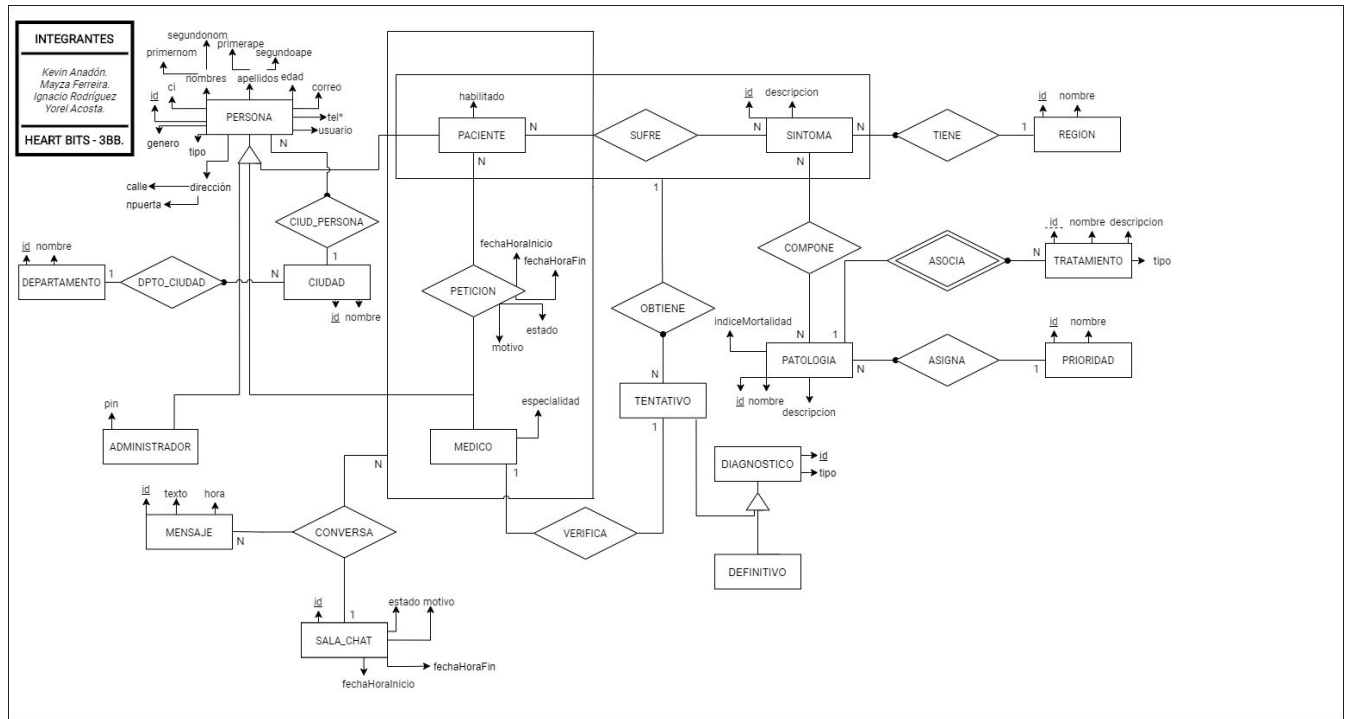 INTEGRANTES
Kevin Anadón.
Mayza Ferreira.
Ignacio Rodríguez
Yorel Acosta.
HEART BITS - 3BB.
segundonom
primernom
primerape
segundoape
nombres
apellidos
edad
correo
ci
id
PERSONA
tel*
usuario
genero
tipo
N
calle
dirección
npuerta
CIUD_PERSONA
1
id nombre
DEPARTAMENTO
1
DPTO_CIUDAD
N
CIUDAD
id nombre
habilitado
PACIENTE
N
SUFRE
N
id descripcion
SINTOMA
N
TIENE
1
id nombre
REGION
N
N
1
fechaHoraInicio
fechaHoraFin
PETICION
estado
motivo
COMPONE
OBTIENE
ASOCIA
1
N
id nombre descripcion
TRATAMIENTO
tipo
indiceMortalidad
N
1
PATOLOGIA
N
id nombre
descripcion
ASIGNA
1
id nombre
PRIORIDAD
N
TENTATIVO
1
pin
ADMINISTRADOR
especialidad
MEDICO
1
N
DIAGNOSTICO
id
tipo
id texto hora
MENSAJE
N
CONVERSA
VERIFICA
DEFINITIVO
1
id
estado motivo
SALA_CHAT
fechaHoraFin
fechaHoraInicio